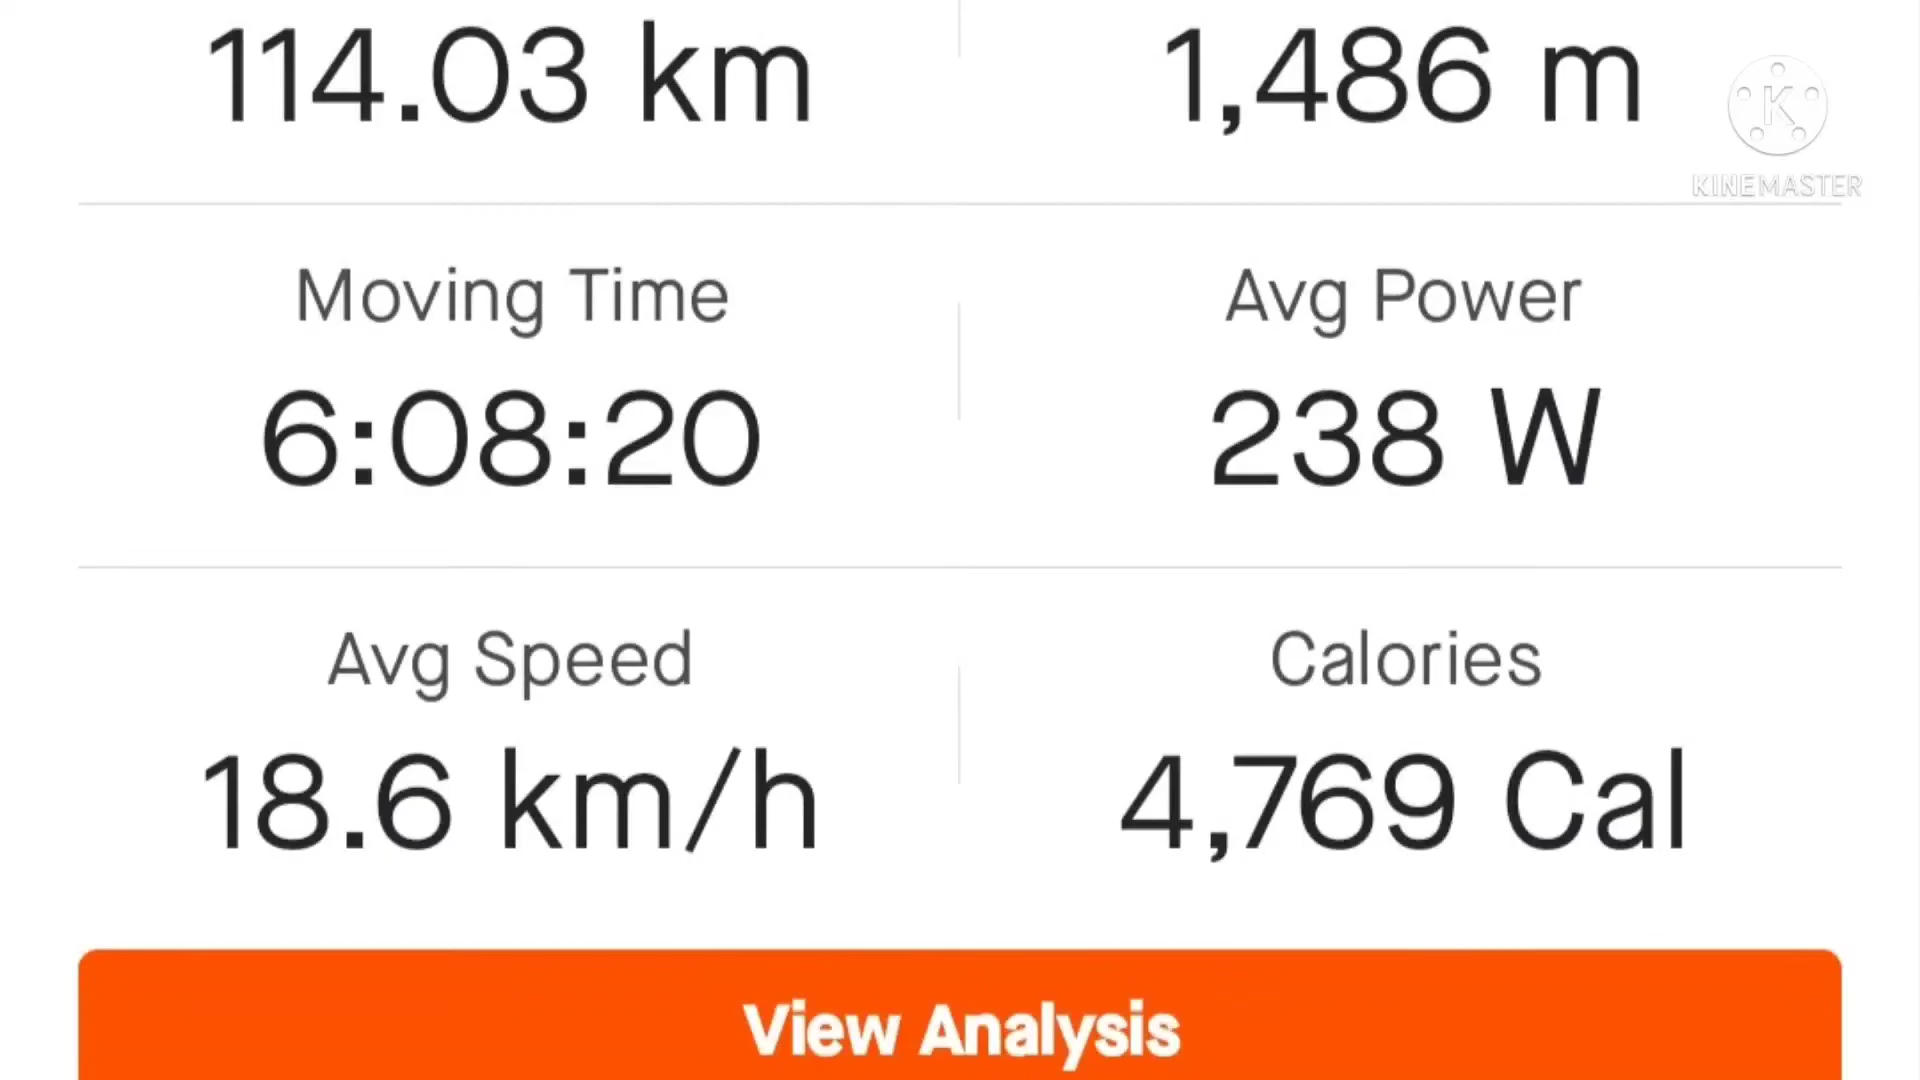 114.03 km
1,486 m
K
KINEMASTER
Moving Time
Avg Power
6:08:20
238 W
Avg Speed
Calories
18.6 km/h
4,769 Cal
View Analysis